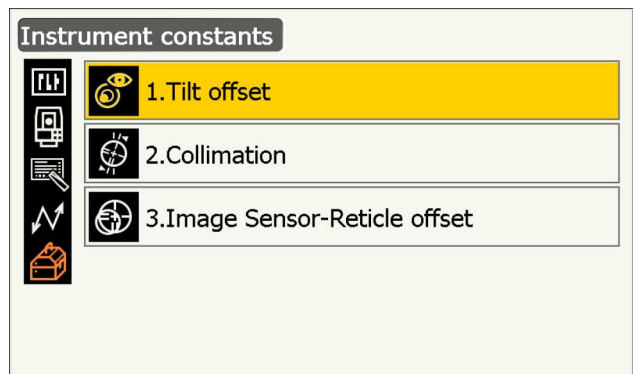 Instrument constants
1.Tilt offset
2.Collimation
3.Image Sensor-Reticle offset